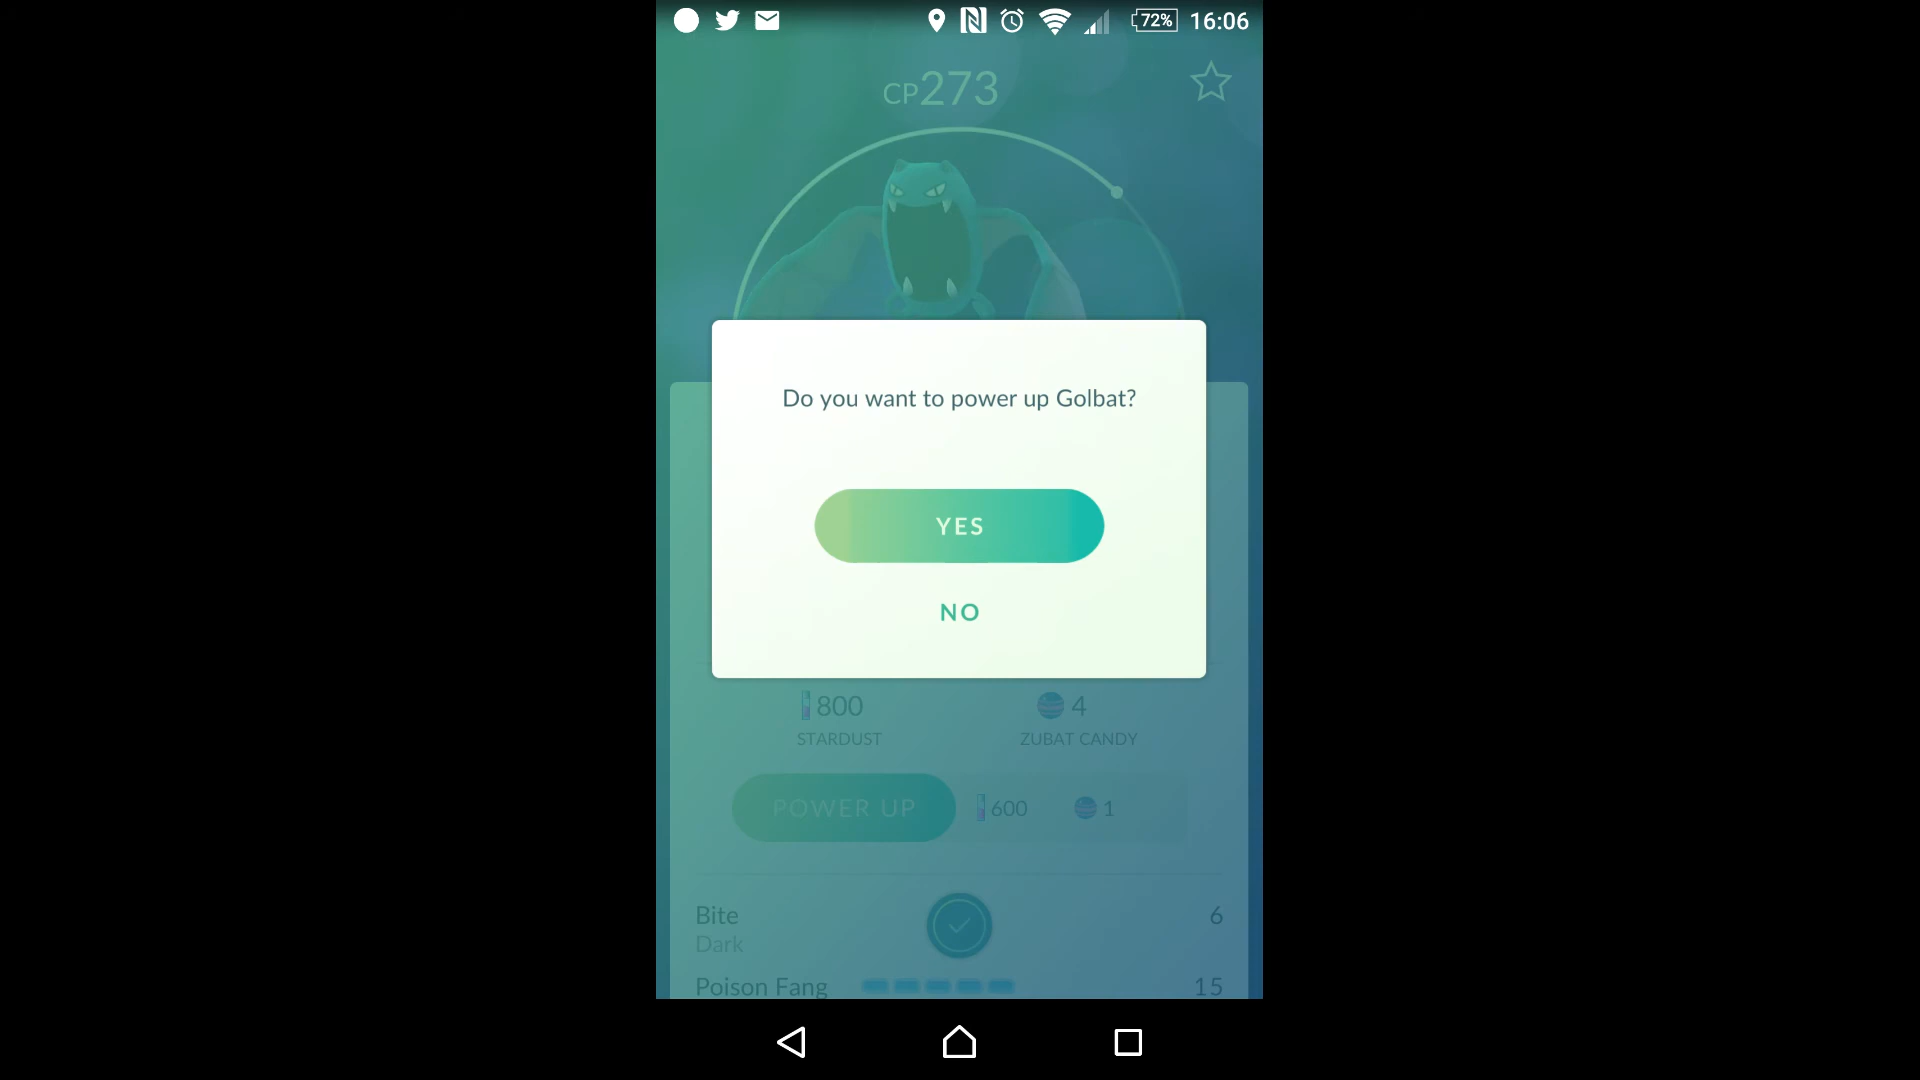 72% 16:06
CP273
Do you want to power up Golbat?
YES
NO
800 4
STARDUST ZUBAT CANDY
POWER UP 600 1
Bite 6
Dark
Poison Fang 15